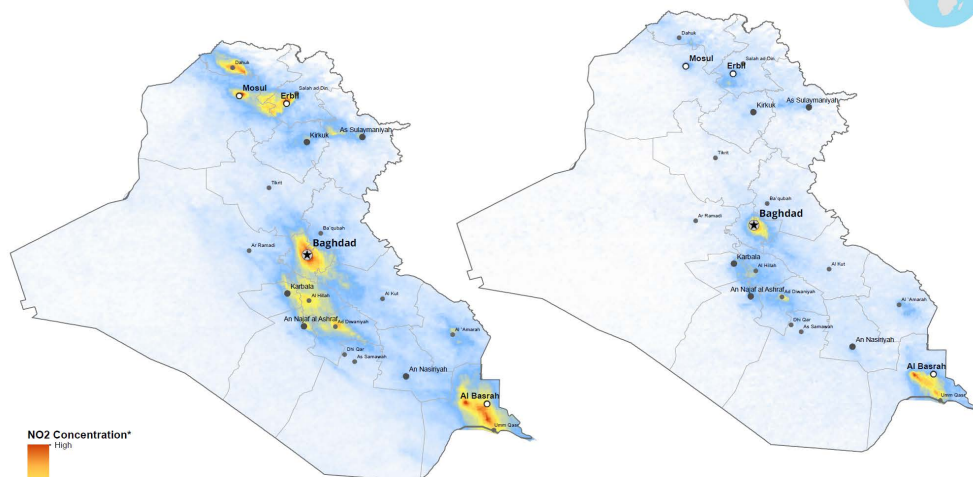 Dahuk
Mosul
Erbil
Salah ad-Din
Kirkuk
As Sulaymaniyah
Tikrit
Ba'qubah
Baghdad
Ar Ramadi
Karbala
Al Hillah
Al Kut
An Najaf al Ashraf
Ad Diwaniyah
Al 'Amarah
Dhi Qar
As Samawah
An Nasiriyah
Al Basrah
Umm Qasr
NO2 Concentration*
High
Dahuk
Mosul
Erbil
Salah ad-Din
As Sulaymaniyah
Kirkuk
Tikrit
Ba'qubah
Ar Ramadi
Baghdad
Karbala
Al Hillah
Al Kut
An Najaf al Ashraf
Ad Diwaniyah
Al 'Amarah
Dhi Qar
As Samawah
An Nasiriyah
Al Basrah
Umm Qasr